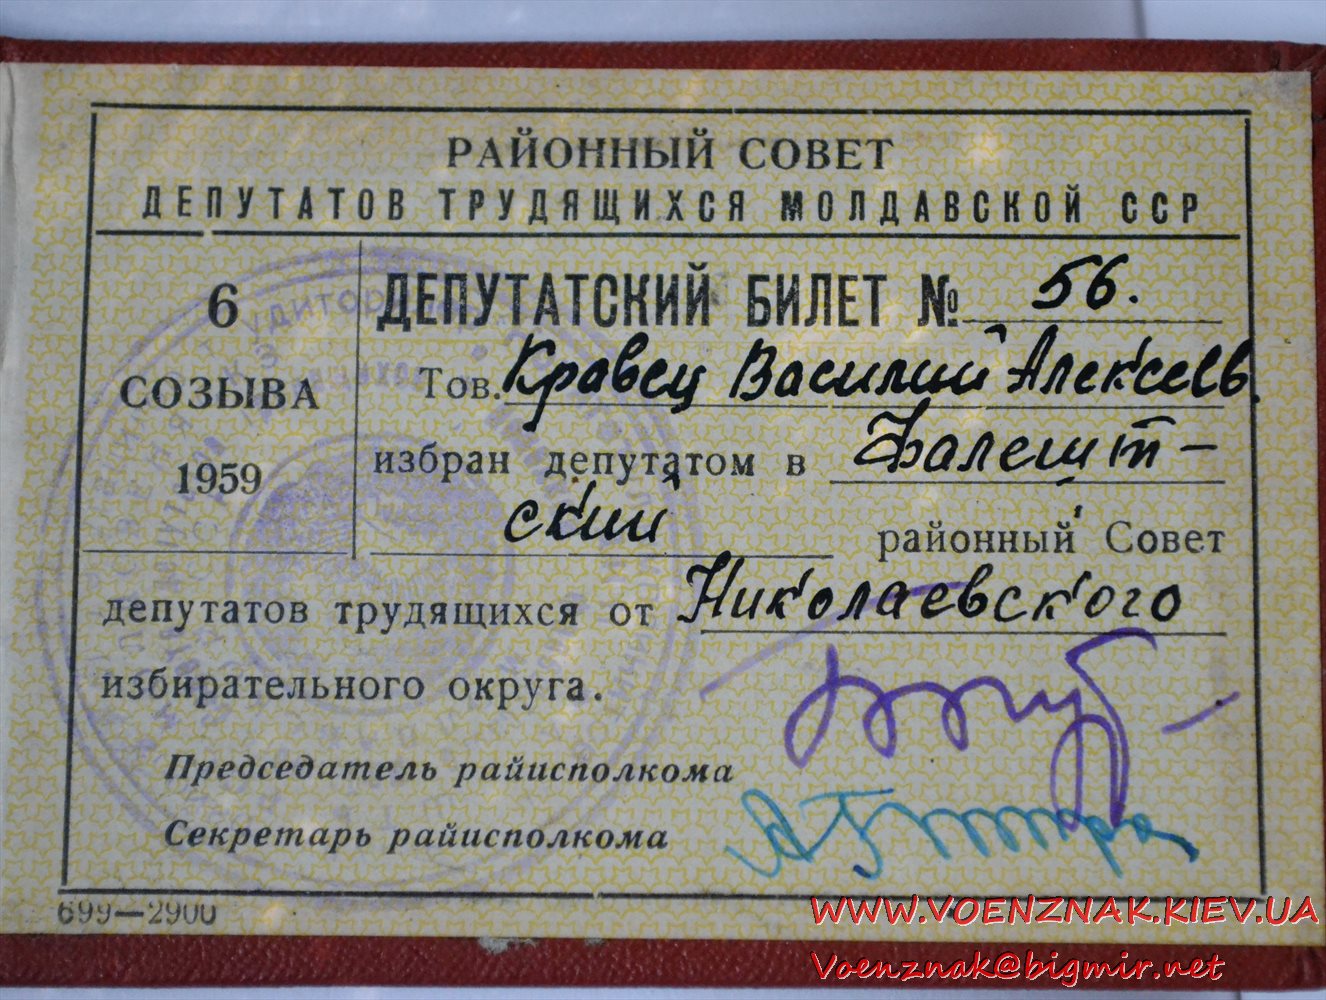 РАЙОННЫЙ СОВЕТ
ДЕПУТАТОВ ТРУДЯЩИХСЯ МОЛДАВСКОЙ ССР
6
СОЗЫВА
1959
ДЕПУТАТСКИЙ БИЛЕТ № 56.
Тов. Кравец Василий Алексеев.
избран депутатом в Фалешт-
ский районный Совет
депутатов трудящихся от Николаевского
избирательного округа.
Председатель райисполкома
Секретарь райисполкома
699—2900
WWW.VOENZNAK.KIEV.UA
Voenznak@bigmir.net